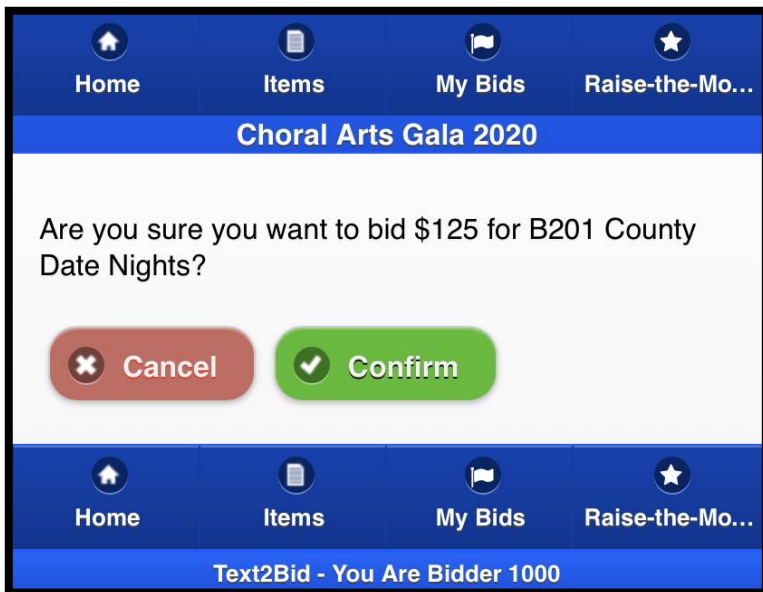 Home Items My Bids Raise-the-Mo...
Choral Arts Gala 2020
Are you sure you want to bid $125 for B201 County
Date Nights?
Cancel Confirm
Home Items My Bids Raise-the-Mo...
Text2Bid - You Are Bidder 1000